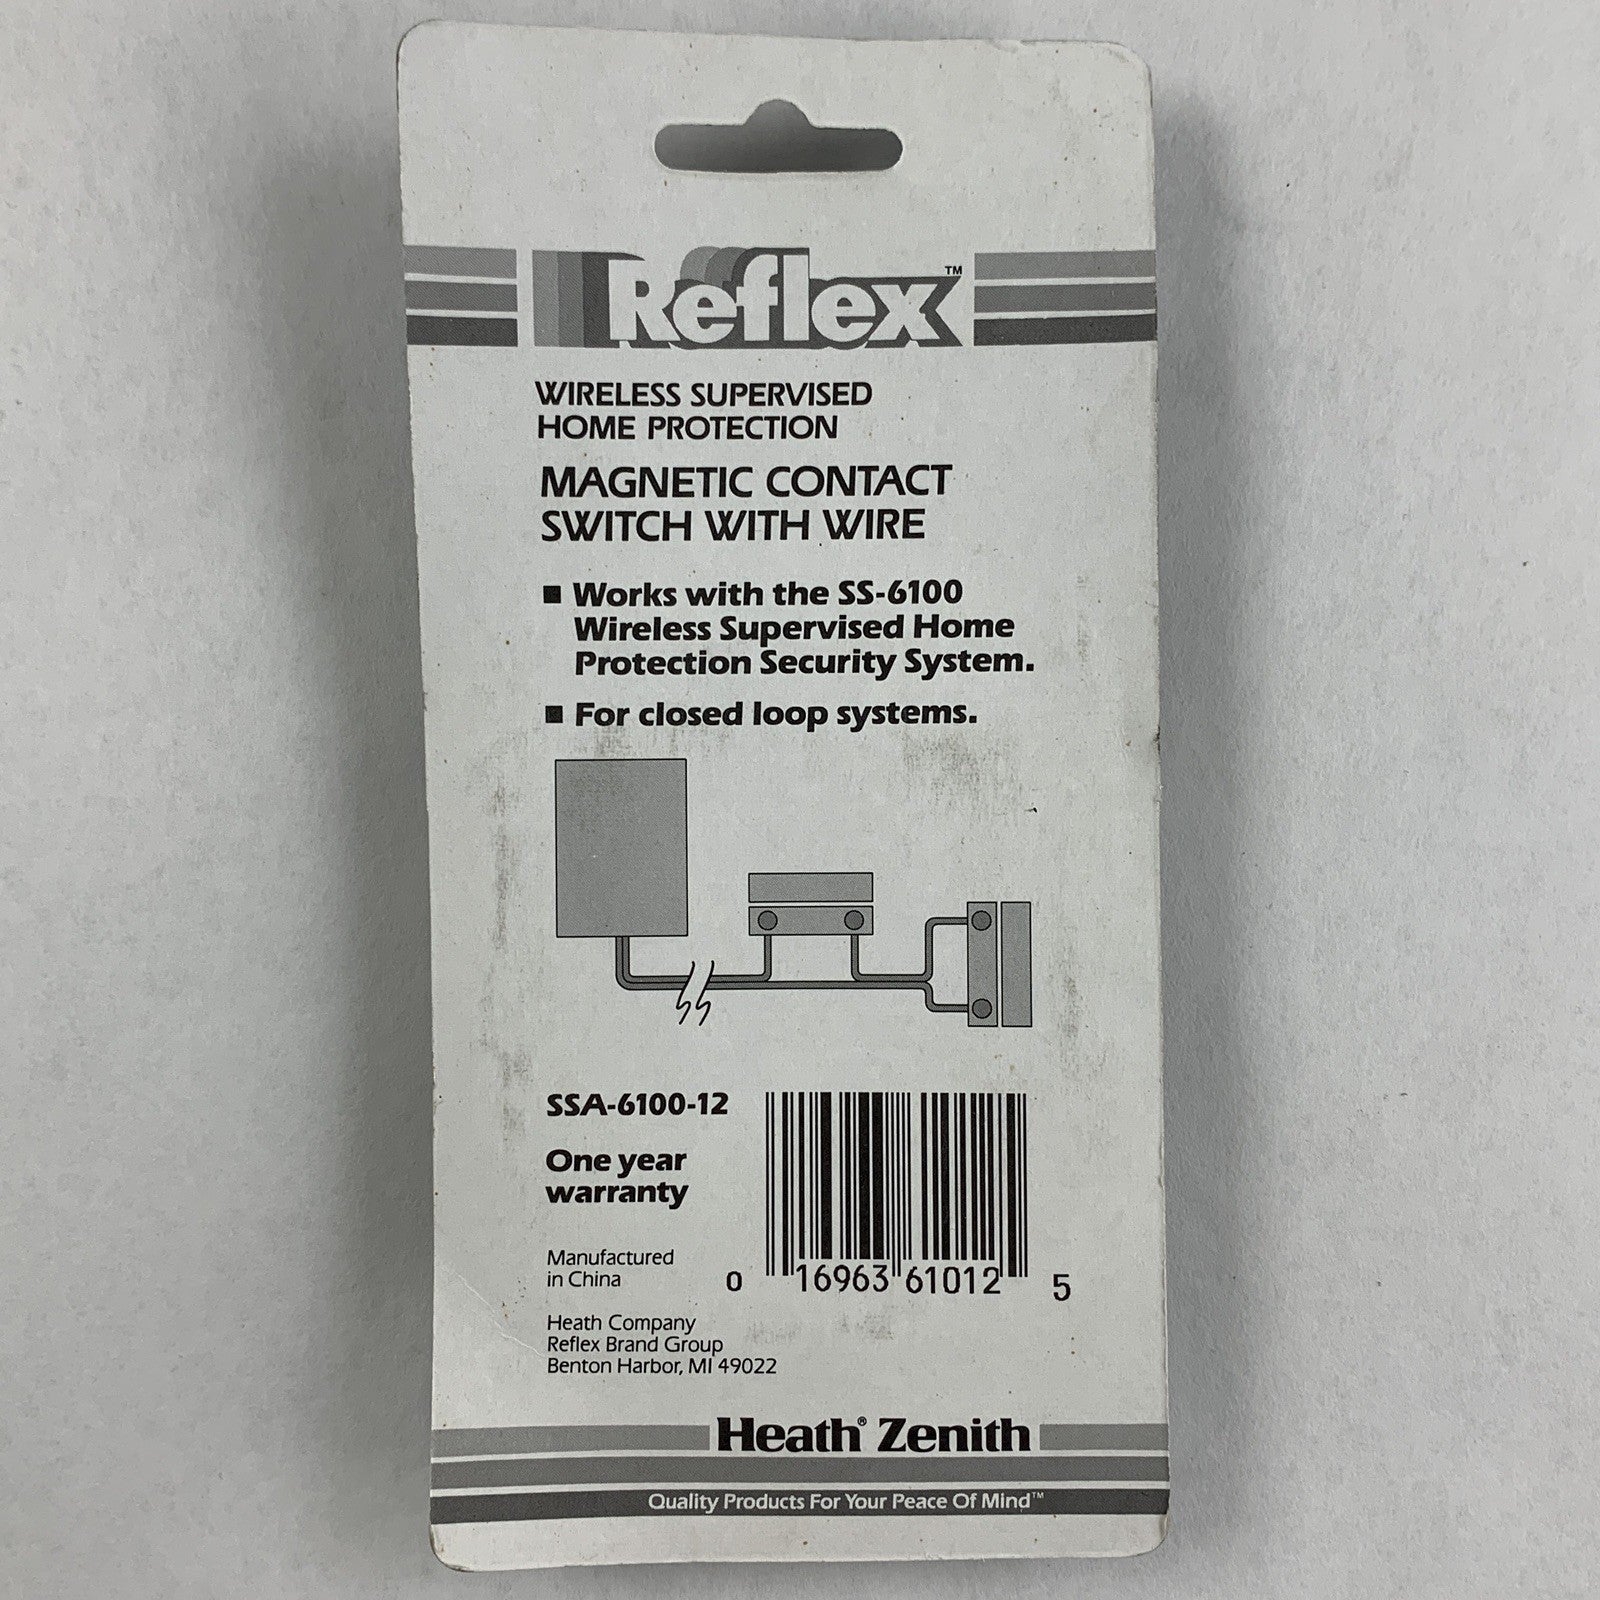 Reflex™
WIRELESS SUPERVISED
HOME PROTECTION
MAGNETIC CONTACT
SWITCH WITH WIRE
■ Works with the SS-6100
Wireless Supervised Home
Protection Security System.
■ For closed loop systems.
SSA-6100-12
One year
warranty
Manufactured
in China
0 16963 61012 5
Heath Company
Reflex Brand Group
Benton Harbor, MI 49022
Heath® Zenith
Quality Products For Your Peace Of Mind™